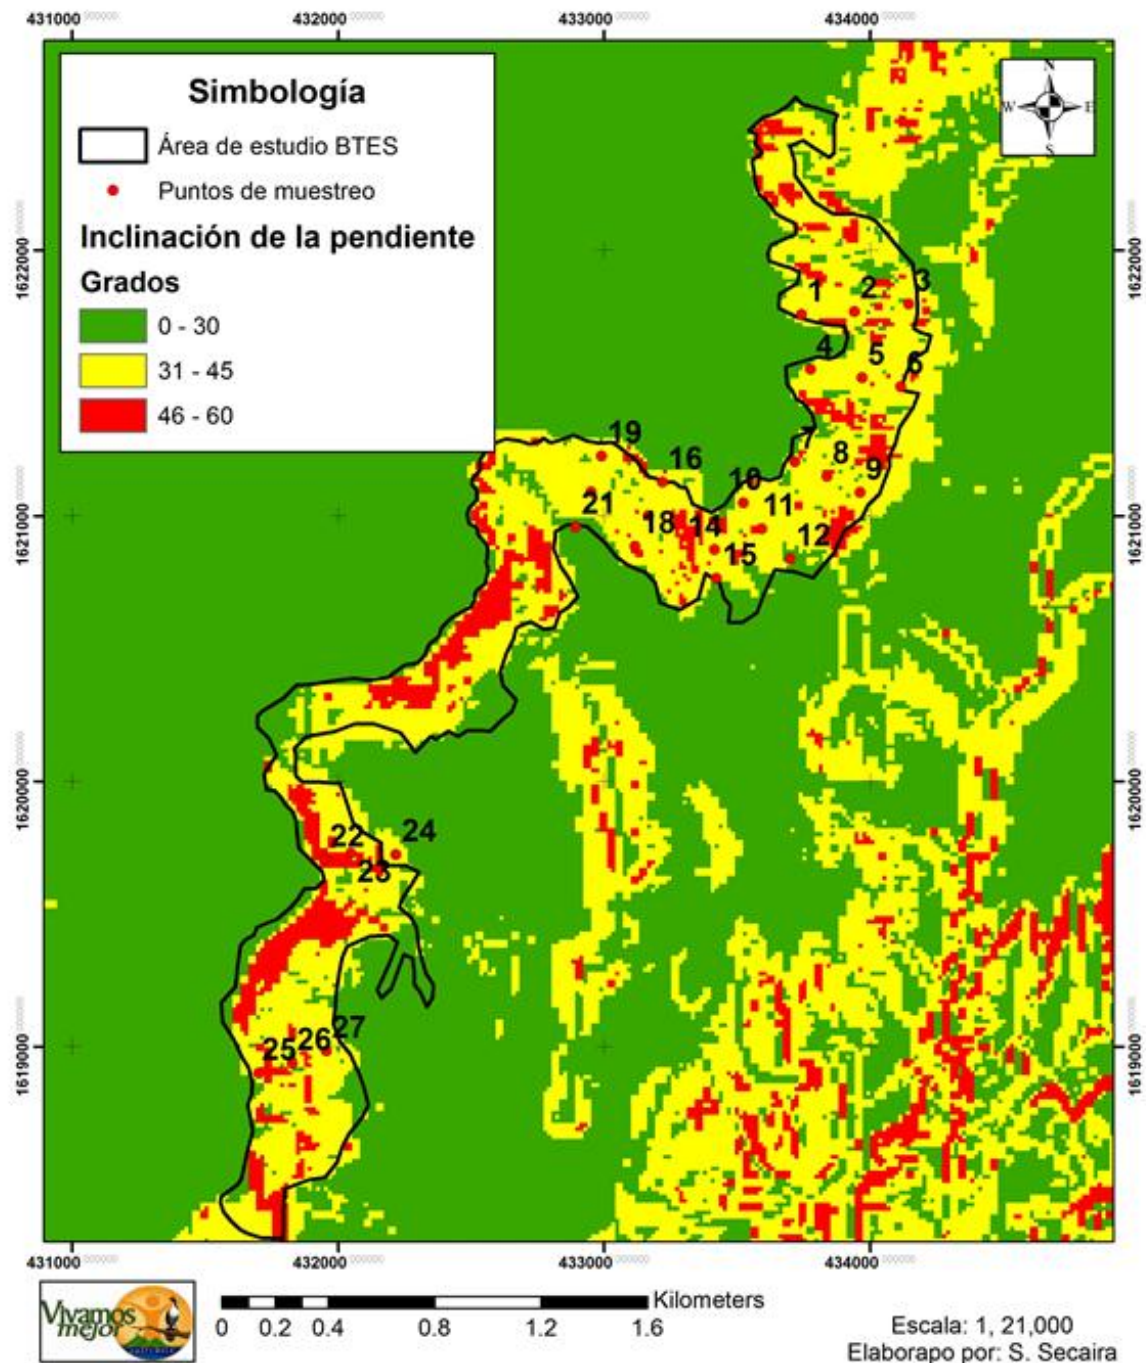 431000 432000 433000 434000
Simbología
Área de estudio BTES
Puntos de muestreo
Inclinación de la pendiente
Grados
0 - 30
31 - 45
46 - 60
N
W E
S
1622000 1622000
1 2 3
4 5 6
7 8 9
19 16 10 11
21 18 14 12
15
1621000 1621000
1620000 1620000
22 24
23
25 26 27
1619000 1619000
431000 432000 433000 434000
Vivamos
mejor
Kilometers
0 0.2 0.4 0.8 1.2 1.6
Escala: 1, 21,000
Elaborapo por: S. Secaira